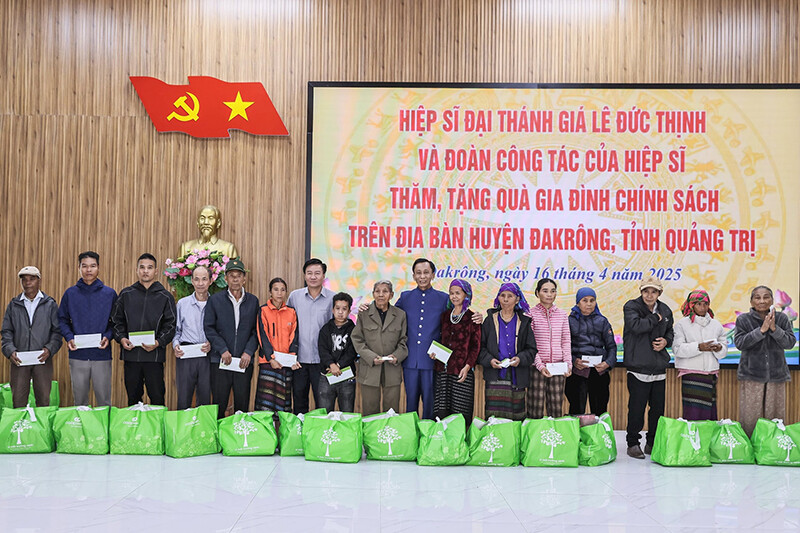 HIỆP SĨ ĐẠI THÁNH GIÁ LÊ ĐỨC THỊNH
VÀ ĐOÀN CÔNG TÁC CỦA HIỆP SĨ
THĂM, TẶNG QUÀ GIA ĐÌNH CHÍNH SÁCH
TRÊN ĐỊA BÀN HUYỆN ĐAKRÔNG, TỈNH QUẢNG TRỊ
Đakrông, ngày 16 tháng 4 năm 2025